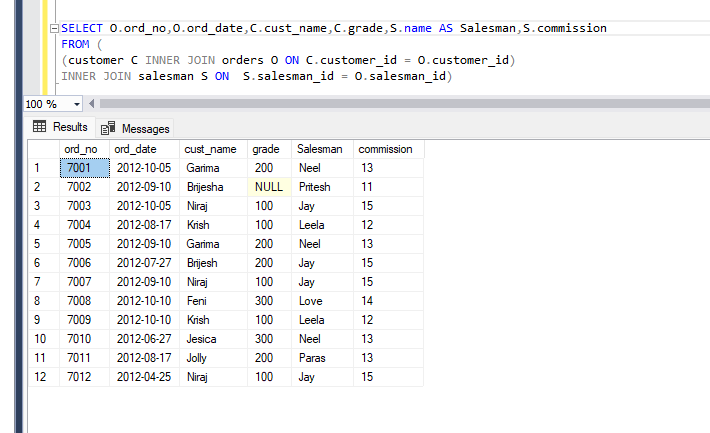 SELECT O.ord_no,O.ord_date,C.cust_name,C.grade,S.name AS Salesman,S.commission
FROM (
(customer C INNER JOIN orders O ON C.customer_id = O.customer_id)
INNER JOIN salesman S ON  S.salesman_id = O.salesman_id)
100 %
Results Messages
ord_no ord_date cust_name grade Salesman commission
1 7001 2012-10-05 Garima 200 Neel 13
2 7002 2012-09-10 Brijesha NULL Pritesh 11
3 7003 2012-10-05 Niraj 100 Jay 15
4 7004 2012-08-17 Krish 100 Leela 12
5 7005 2012-09-10 Garima 200 Neel 13
6 7006 2012-07-27 Brijesh 200 Jay 15
7 7007 2012-09-10 Niraj 100 Jay 15
8 7008 2012-10-10 Feni 300 Love 14
9 7009 2012-10-10 Krish 100 Leela 12
10 7010 2012-06-27 Jesica 300 Neel 13
11 7011 2012-08-17 Jolly 200 Paras 13
12 7012 2012-04-25 Niraj 100 Jay 15